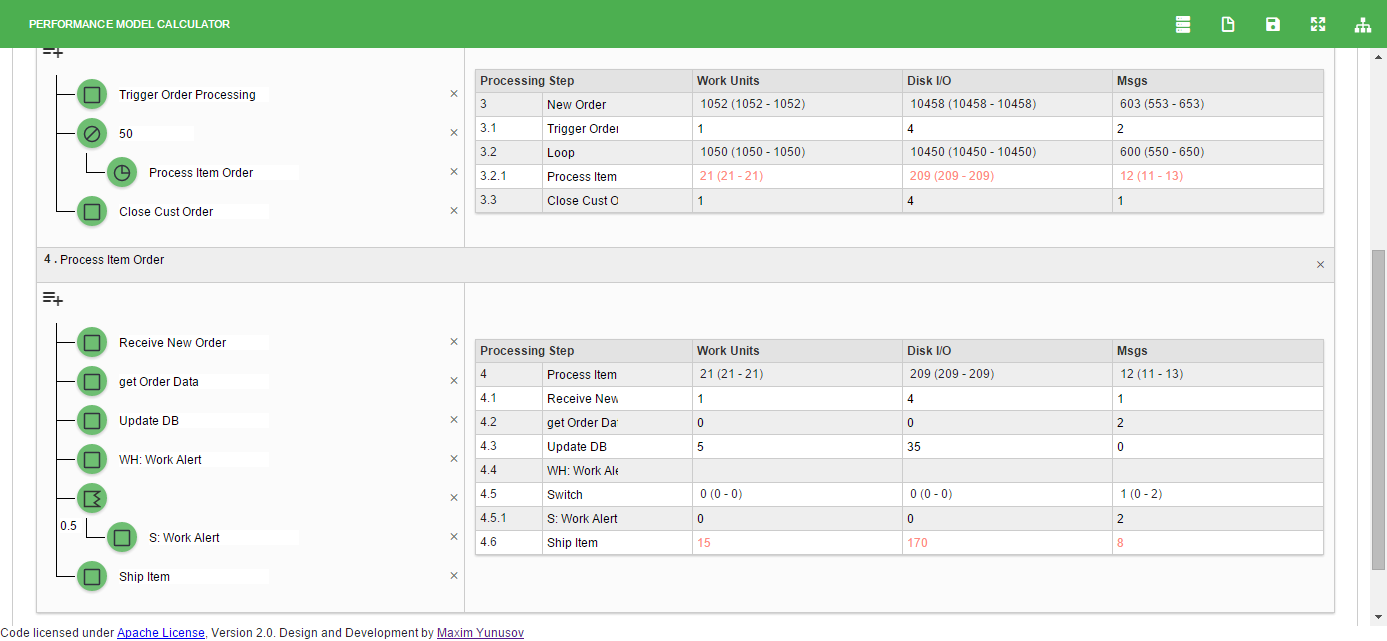 PERFORMANCE MODEL CALCULATOR
Trigger Order Processing ×
50 ×
Process Item Order ×
Close Cust Order ×
Processing Step Work Units Disk I/O Msgs
3 New Order 1052 (1052 - 1052) 10458 (10458 - 10458) 603 (553 - 653)
3.1 Trigger Order 1 4 2
3.2 Loop 1050 (1050 - 1050) 10450 (10450 - 10450) 600 (550 - 650)
3.2.1 Process Item 21 (21 - 21) 209 (209 - 209) 12 (11 - 13)
3.3 Close Cust O 1 4 1
4 . Process Item Order ×
Receive New Order ×
get Order Data ×
Update DB ×
WH: Work Alert ×
×
0.5
S: Work Alert ×
Ship Item ×
Processing Step Work Units Disk I/O Msgs
4 Process Item 21 (21 - 21) 209 (209 - 209) 12 (11 - 13)
4.1 Receive New 1 4 1
4.2 get Order Da 0 0 2
4.3 Update DB 5 35 0
4.4 WH: Work Ale
4.5 Switch 0 (0 - 0) 0 (0 - 0) 1 (0 - 2)
4.5.1 S: Work Alert 0 0 2
4.6 Ship Item 15 170 8
Code licensed under Apache License, Version 2.0. Design and Development by Maxim Yunusov